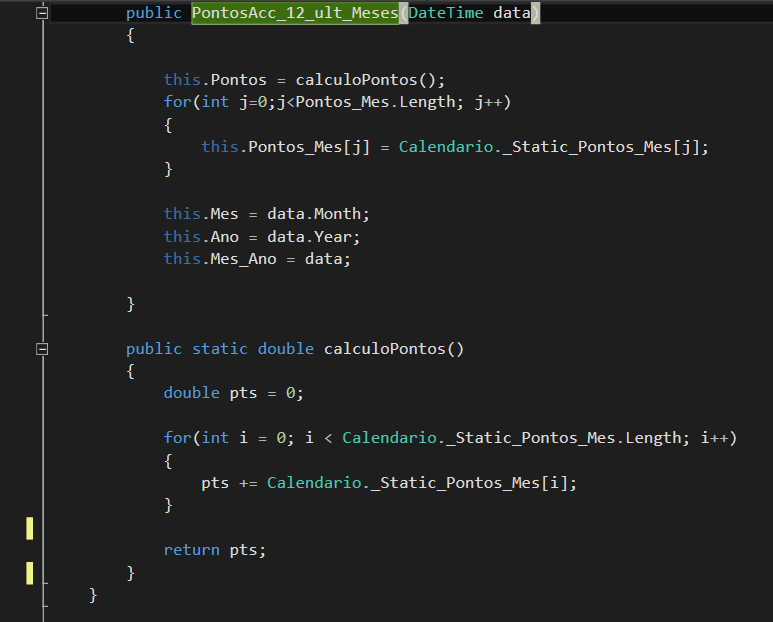 public PontosAcc_12_ult_Meses(DateTime data)
{
this.Pontos = calculoPontos();
for(int j=0;j<Pontos_Mes.Length; j++)
{
this.Pontos_Mes[j] = Calendario._Static_Pontos_Mes[j];
}
this.Mes = data.Month;
this.Ano = data.Year;
this.Mes_Ano = data;
}
public static double calculoPontos()
{
double pts = 0;
for(int i = 0; i < Calendario._Static_Pontos_Mes.Length; i++)
{
pts += Calendario._Static_Pontos_Mes[i];
}
return pts;
}
}